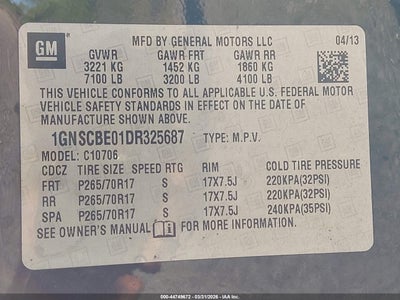 GM
MFD BY GENERAL MOTORS LLC 04/13
GVWR GAWR FRT GAWR RR
3221 KG 1452 KG 1860 KG
7100 LB 3200 LB 4100 LB
THIS VEHICLE CONFORMS TO ALL APPLICABLE U.S. FEDERAL MOTOR
VEHICLE SAFETY STANDARDS IN EFFECT ON THE DATE OF
MANUFACTURE SHOWN ABOVE.
1GNSCBE01DR325687 TYPE: M.P.V.
MODEL: C10706
CDCZ TIRE SIZE SPEED RTG RIM COLD TIRE PRESSURE
FRT P265/70R17 S 17X7.5J 220KPA(32PSI)
RR P265/70R17 S 17X7.5J 220KPA(32PSI)
SPA P265/70R17 S 17X7.5J 240KPA(35PSI)
SEE OWNER'S MANUAL FOR MORE INFORMATION.
000-44749672 - 03/31/2026 - IAA Inc.